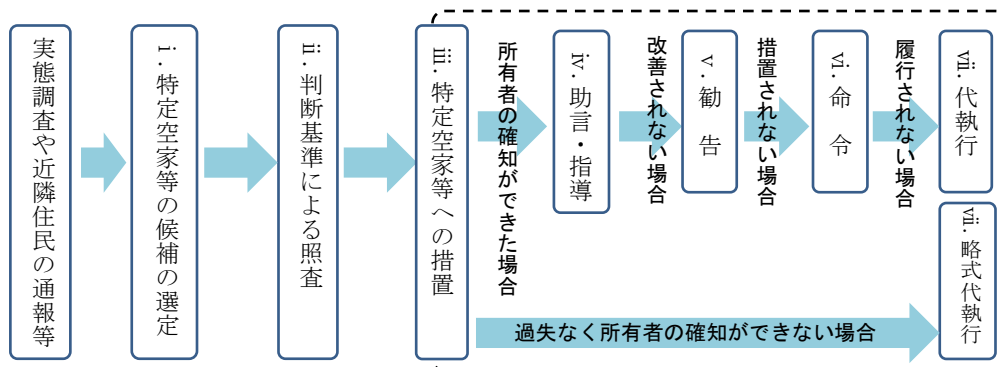 実態調査や近隣住民の通報等
ⅰ. 特定空家等の候補の選定
ⅱ. 判断基準による照査
ⅲ. 特定空家等への措置
所有者の確知ができた場合
ⅳ. 助言・指導
改善されない場合
ⅴ. 勧告
措置されない場合
ⅵ. 命令
履行されない場合
ⅶ. 代執行
過失なく所有者の確知ができない場合
ⅶ. 略式代執行